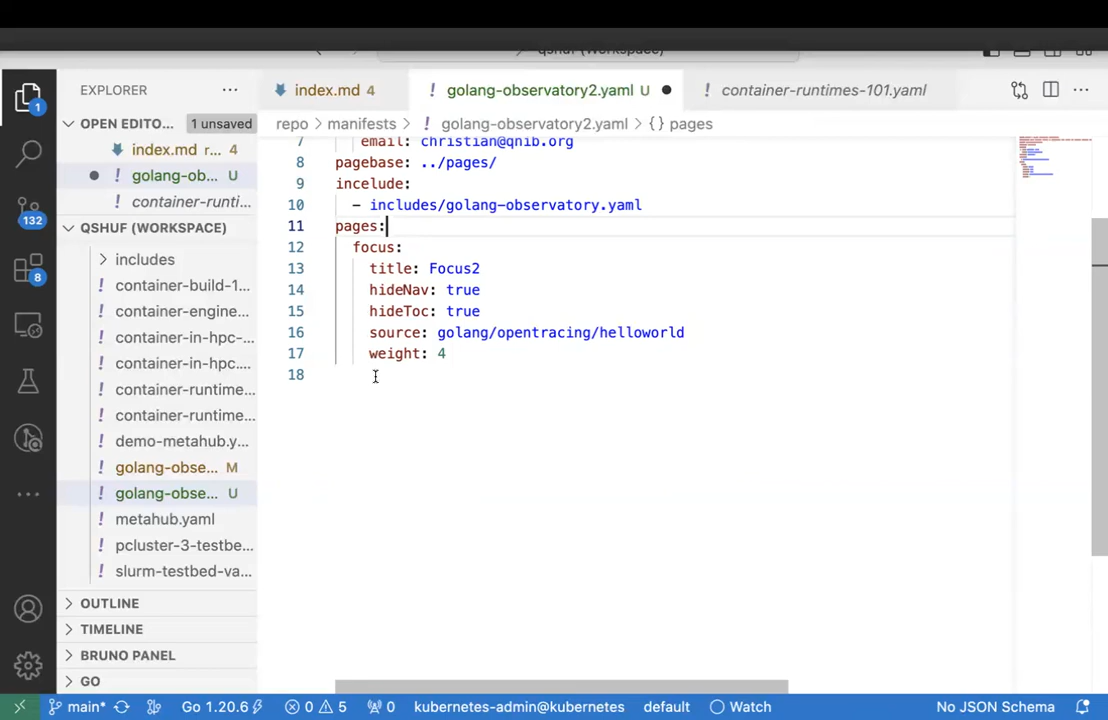 qshuf (Workspace)
EXPLORER
index.md 4
golang-observatory2.yaml U
container-runtimes-101.yaml
1
OPEN EDITO... 1 unsaved
repo > manifests > ! golang-observatory2.yaml > {} pages
index.md r... 4
golang-ob... U
container-runti...
132
QSHUF (WORKSPACE)
includes
8
container-build-1...
container-engine...
container-in-hpc-...
container-in-hpc....
container-runtime...
container-runtime...
demo-metahub.y...
golang-obse... M
golang-obse... U
metahub.yaml
pcluster-3-testbe...
slurm-testbed-va...
OUTLINE
TIMELINE
BRUNO PANEL
GO
7 email: christian@qnib.org
8 pagebase: ../pages/
9 incelude:
10 - includes/golang-observatory.yaml
11 pages:
12 focus:
13 title: Focus2
14 hideNav: true
15 hideToc: true
16 source: golang/opentracing/helloworld
17 weight: 4
18
main* Go 1.20.6 0 5 0 kubernetes-admin@kubernetes default Watch No JSON Schema